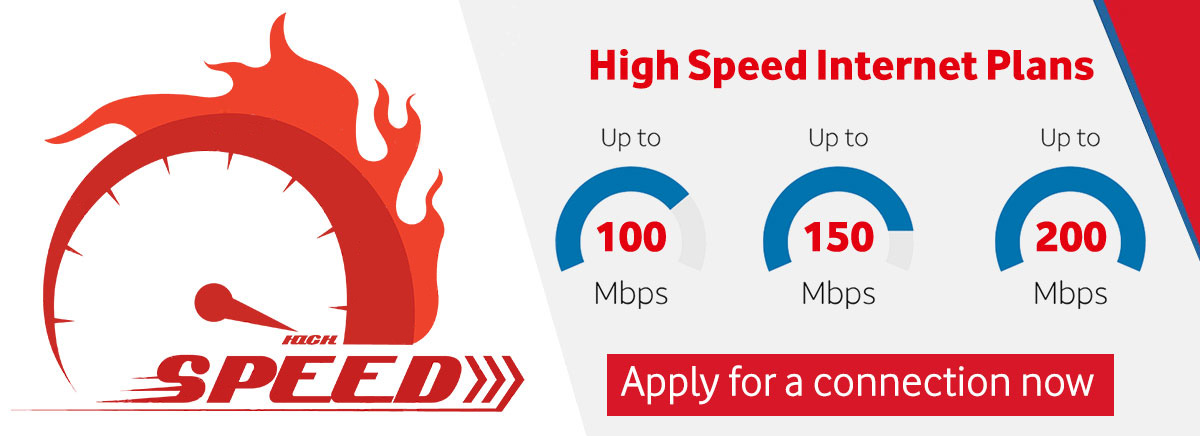 HIGH
SPEED
High Speed Internet Plans
Up to
100
Mbps
Up to
150
Mbps
Up to
200
Mbps
Apply for a connection now